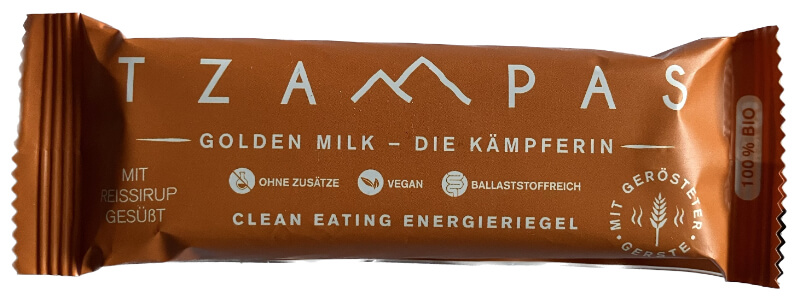 TZAMPAS
GOLDEN MILK – DIE KÄMPFERIN
MIT
REISSIRUP
GESÜẞT
OHNE ZUSÄTZE
VEGAN
BALLASTSTOFFREICH
CLEAN EATING ENERGIERIEGEL
MIT GERÖSTETER
GERSTE
100 % BIO